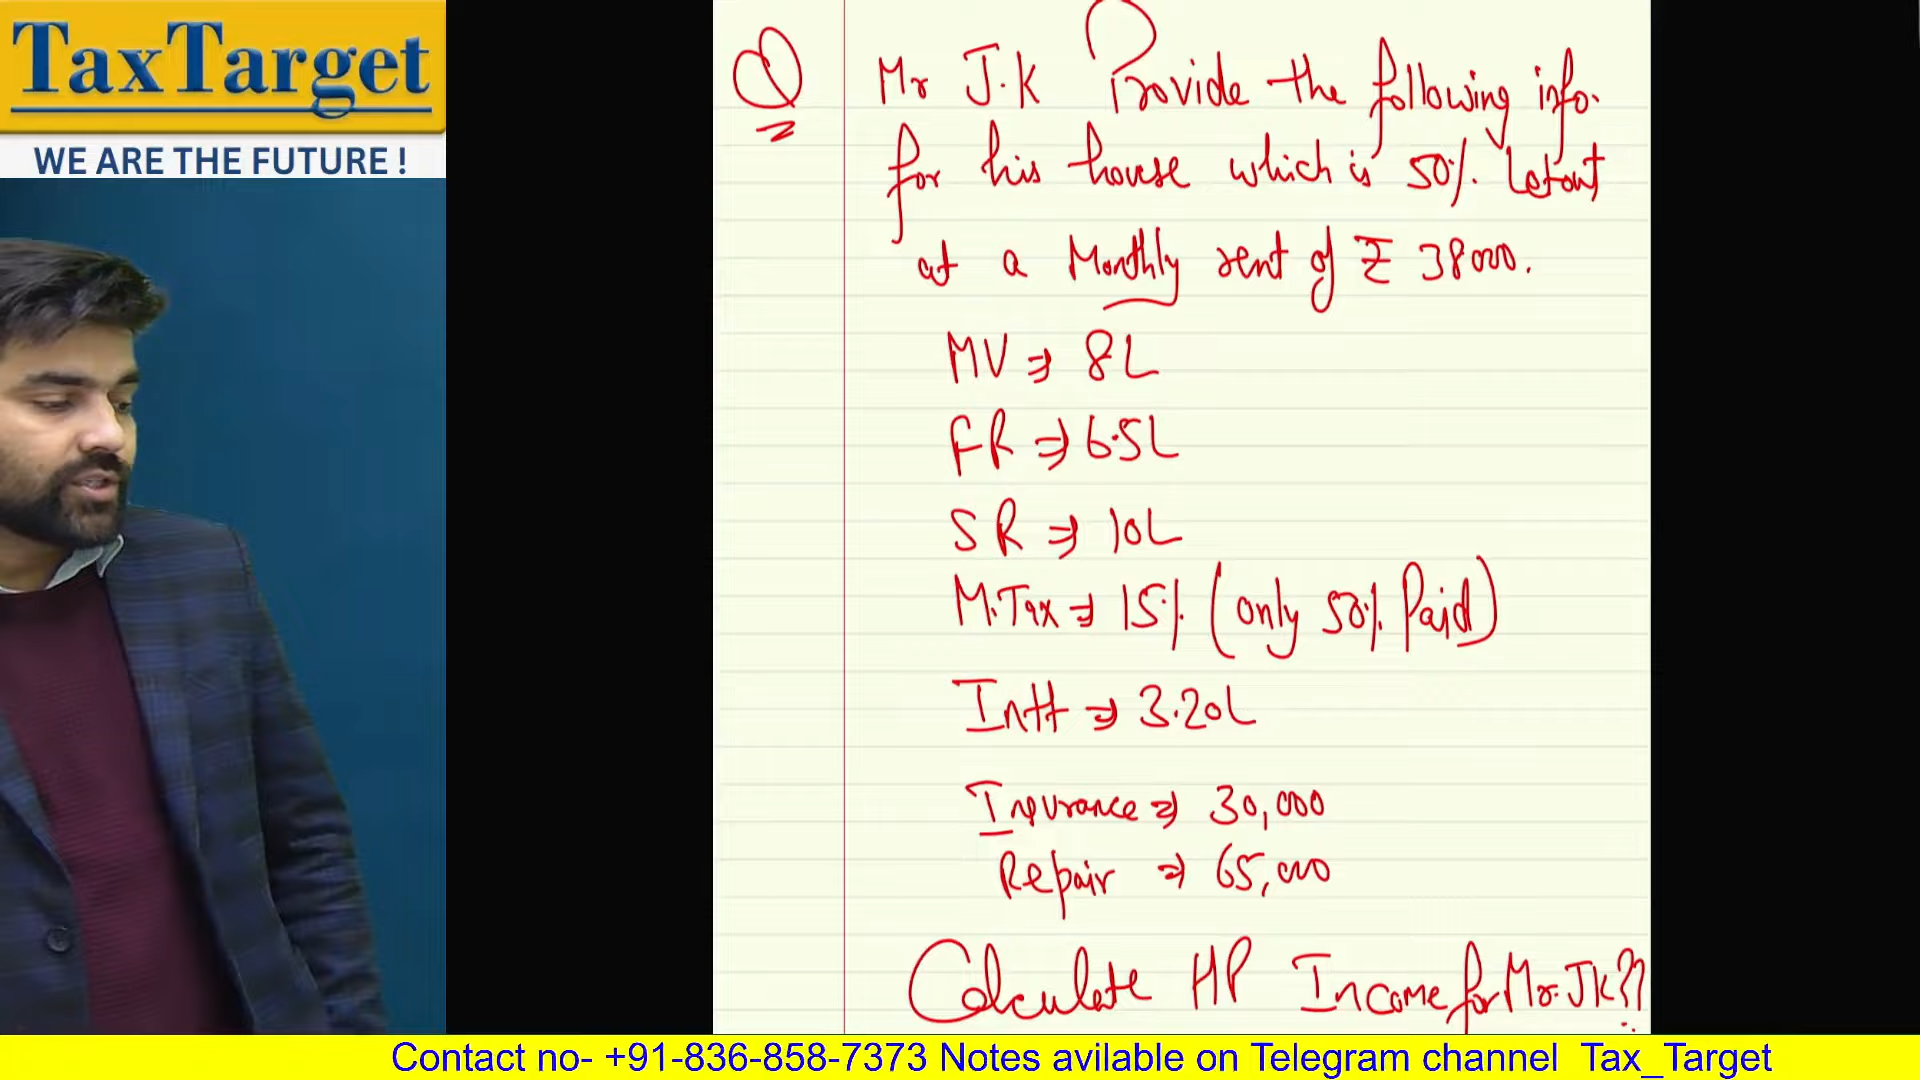 TaxTarget
WE ARE THE FUTURE !
Q
Mr J.K Provide the following info.
for his house which is 50%. Letout
at a Monthly rent of ₹ 38000.
MV ⇒ 8L
FR ⇒ 6.5L
SR ⇒ 10L
M.Tax ⇒ 15% (only 50% Paid)
Intt ⇒ 3.20L
Insurance ⇒ 30,000
Repair ⇒ 65,000
Calculate HP Income for Mr. JK??
Contact no- +91-836-858-7373 Notes avilable on Telegram channel Tax_Target